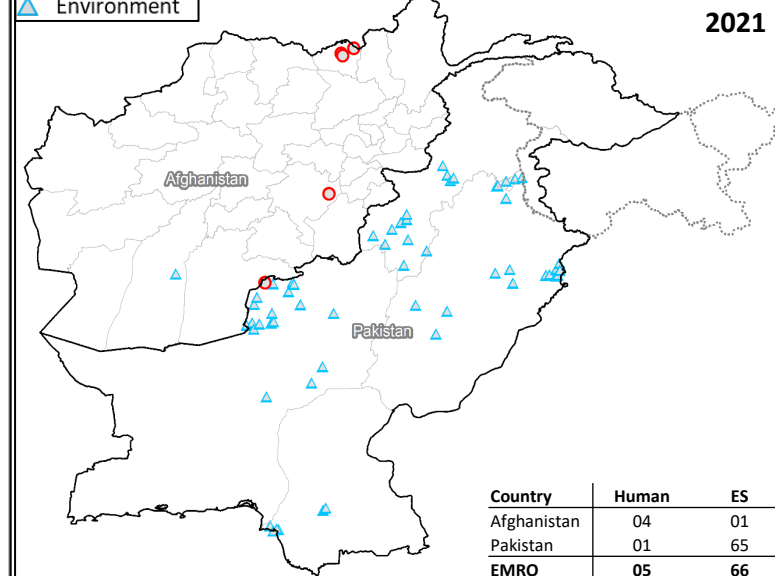 Environment
2021
Afghanistan
Pakistan
Country Human ES
Afghanistan 04 01
Pakistan 01 65
EMRO 05 66